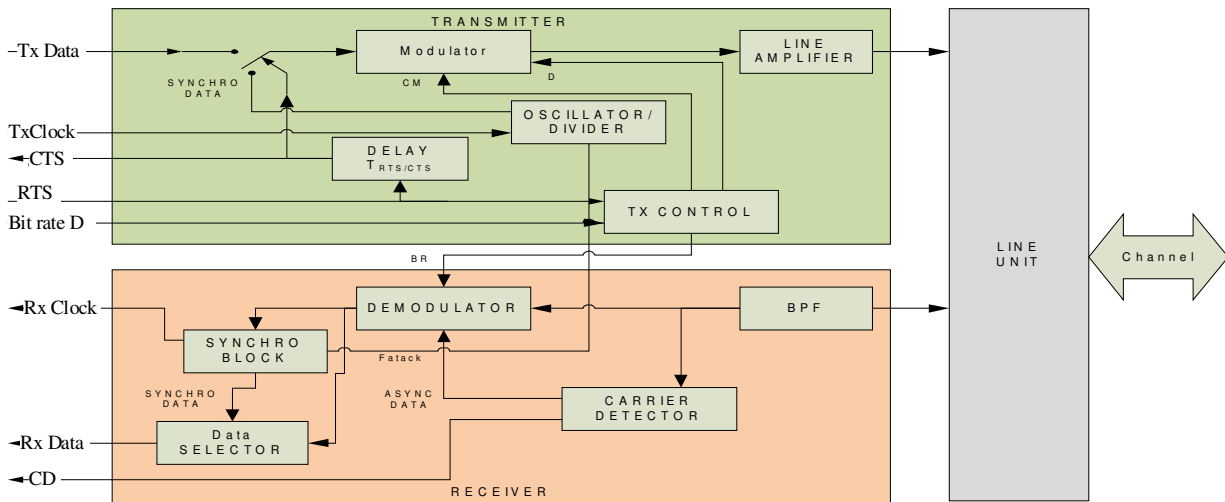 TRANSMITTER
Tx Data
Modulator
LINE
AMPLIFIER
SYNCHRO
DATA
CM
D
TxClock
OSCILLATOR/
DIVIDER
CTS
DELAY
TRTS/CTS
RTS
TX CONTROL
Bit rate D
LINE
UNIT
Channel
BR
Rx Clock
DEMODULATOR
BPF
SYNCHRO
BLOCK
Fatack
SYNCHRO
DATA
ASYNC
DATA
CARRIER
DETECTOR
Rx Data
Data
SELECTOR
CD
RECEIVER